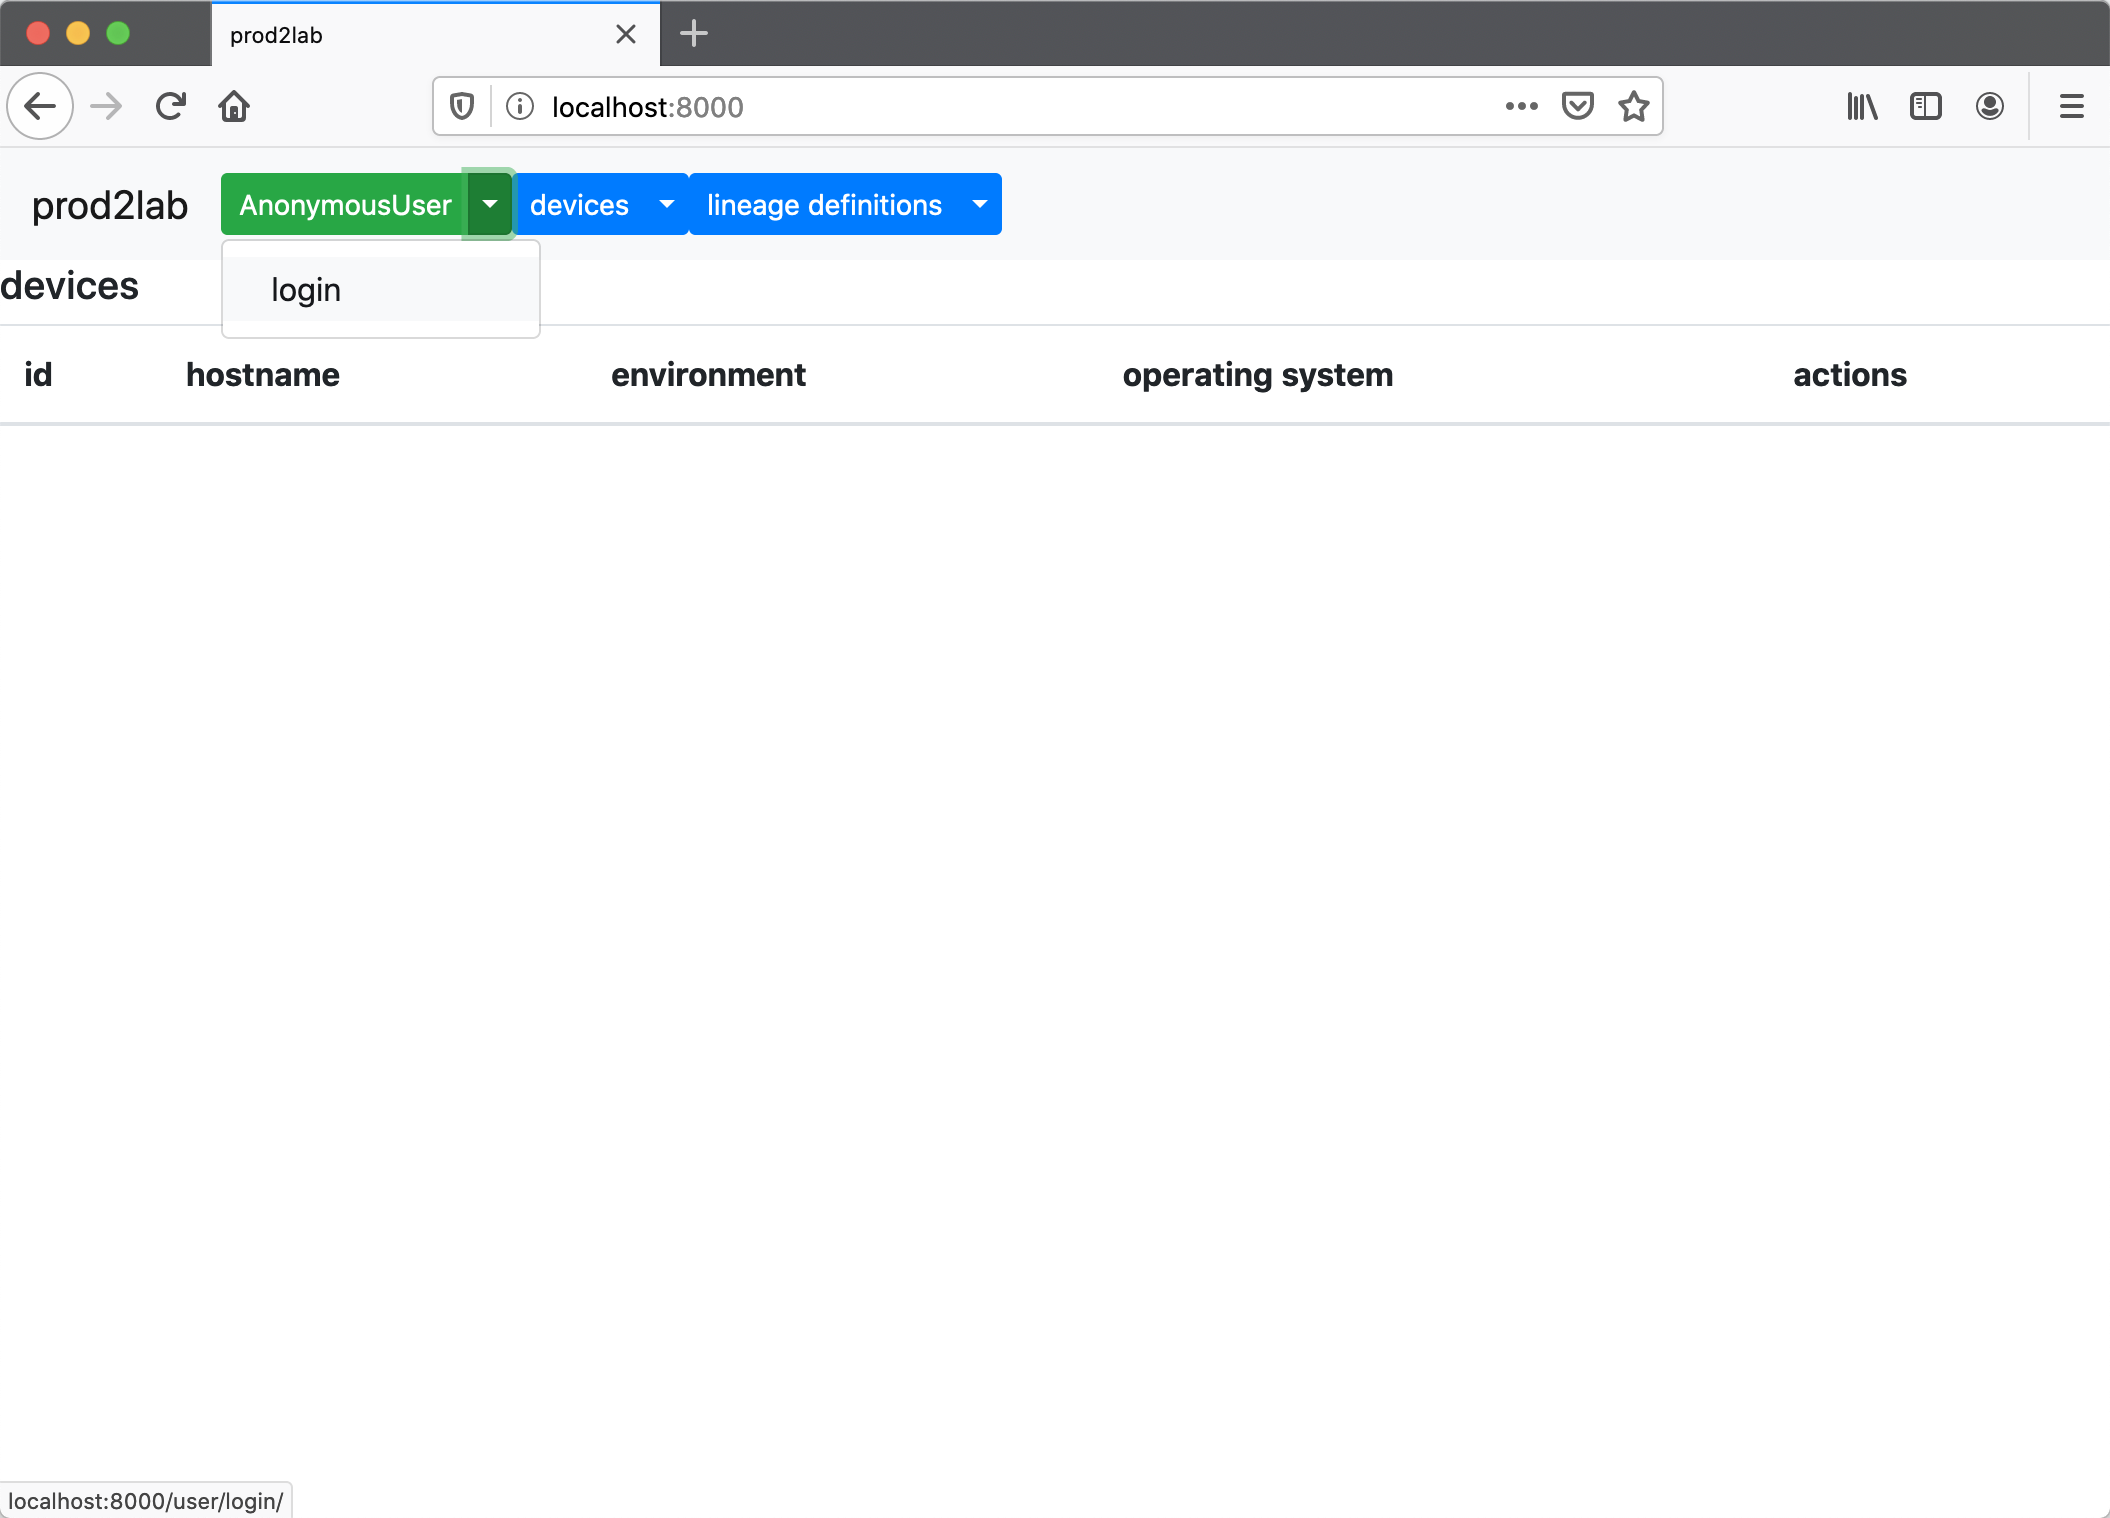 prod2lab
localhost:8000
prod2lab AnonymousUser devices lineage definitions
login
devices
id hostname environment operating system actions
localhost:8000/user/login/